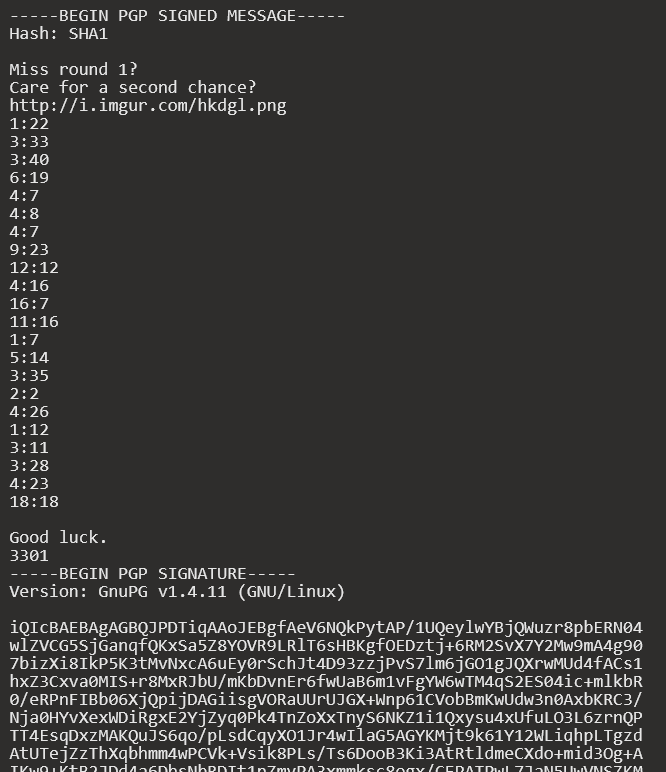 -----BEGIN PGP SIGNED MESSAGE-----
Hash: SHA1
Miss round 1?
Care for a second chance?
http://i.imgur.com/hkdgl.png
1:22
3:33
3:40
6:19
4:7
4:8
4:7
9:23
12:12
4:16
16:7
11:16
1:7
5:14
3:35
2:2
4:26
1:12
3:11
3:28
4:23
18:18
Good luck.
3301
-----BEGIN PGP SIGNATURE-----
Version: GnuPG v1.4.11 (GNU/Linux)
iQIcBAEBAgAGBQJPDTiqAAoJEBgfAeV6NQkPytAP/1UQeylwYBjQWuzr8pbERN04
wlZVCG5SjGanqfQKxSa5Z8YOVR9LRlT6sHBKgfOEDztj+6RM2SvX7Y2Mw9mA4g90
7bizXi8IkP5K3tMvNxcA6uEy0rSchJt4D93zzjPvS7lm6jGO1gJQXrwMUd4fACs1
hxZ3Cxva0MIS+r8MxRJbU/mKbDvnEr6fwUaB6m1vFgYW6wTM4qS2ES04ic+mlkbR
0/eRPnFIBb06XjQpijDAGiisgVORaUUrUJGX+Wnp61CVobBmKwUdw3n0AxbKRC3/
Nja0HYvXexWDiRgxE2YjZyq0Pk4TnZoXxTnyS6NKZ1i1Qxysu4xUfuLO3L6zrnQP
TT4EsqDxzMAKQuJS6qo/pLsdCqyXO1Jr4wIlaG5AGYKMjt9k61Y12WLiqhpLTgzd
AtUTejZzThXqbhmm4wPCVk+Vsik8PLs/Ts6DooB3Ki3AtRtldmeCXdo+mid3Og+A